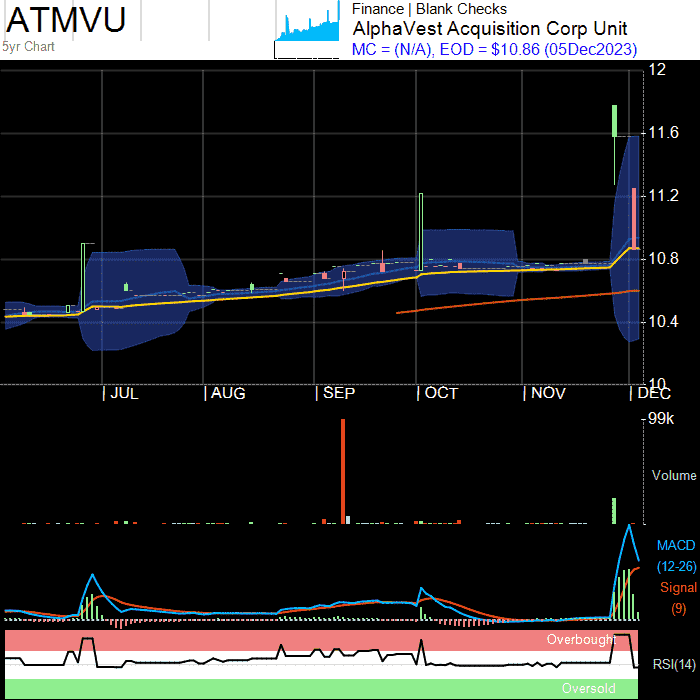 ATMVU
5yr Chart
Finance | Blank Checks
AlphaVest Acquisition Corp Unit
MC = (N/A), EOD = $10.86 (05Dec2023)
12
11.6
11.2
10.8
10.4
10
JUL AUG SEP OCT NOV DEC
99k
Volume
MACD
(12-26)
Signal
(9)
Overbought
RSI(14)
Oversold